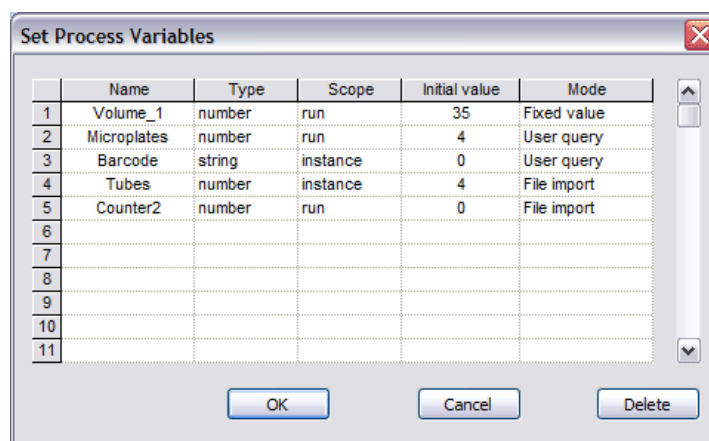 Set Process Variables
Name Type Scope Initial value Mode
1 Volume_1 number run 35 Fixed value
2 Microplates number run 4 User query
3 Barcode string instance 0 User query
4 Tubes number instance 4 File import
5 Counter2 number run 0 File import
6
7
8
9
10
11
OK Cancel Delete